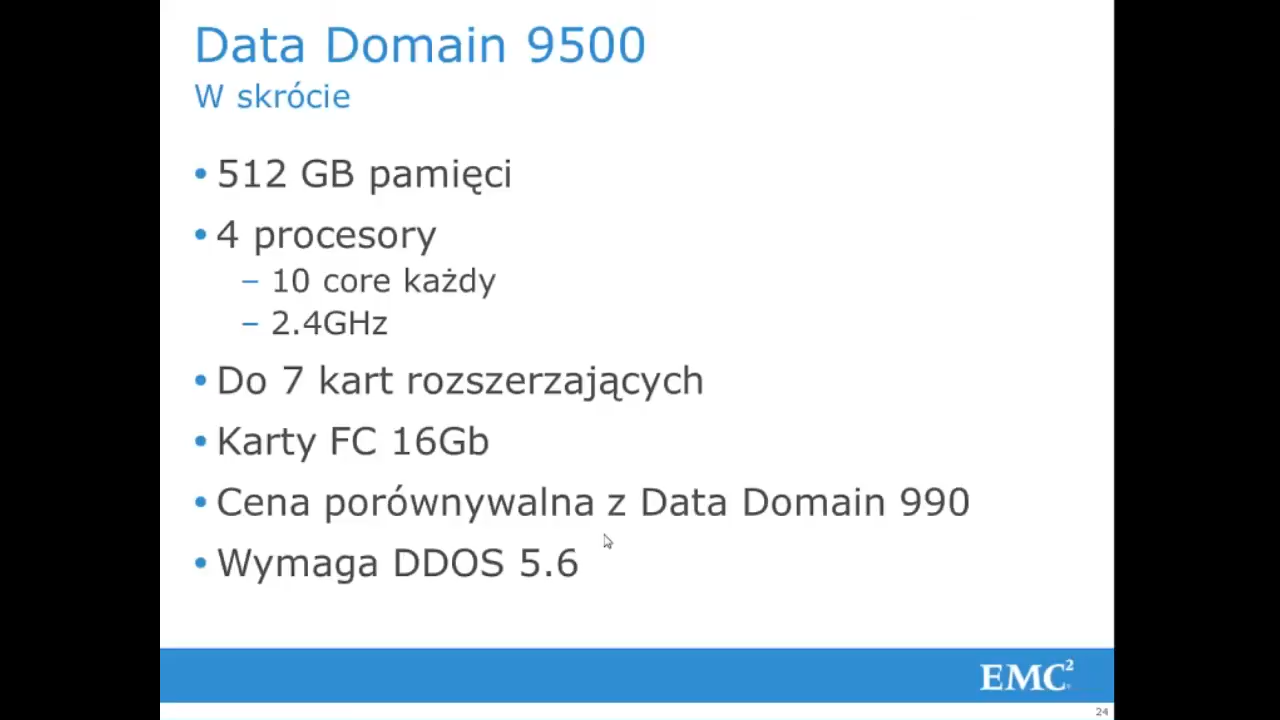 Data Domain 9500
W skrócie
• 512 GB pamięci
• 4 procesory
– 10 core każdy
– 2.4GHz
• Do 7 kart rozszerzających
• Karty FC 16Gb
• Cena porównywalna z Data Domain 990
• Wymaga DDOS 5.6
EMC²
24